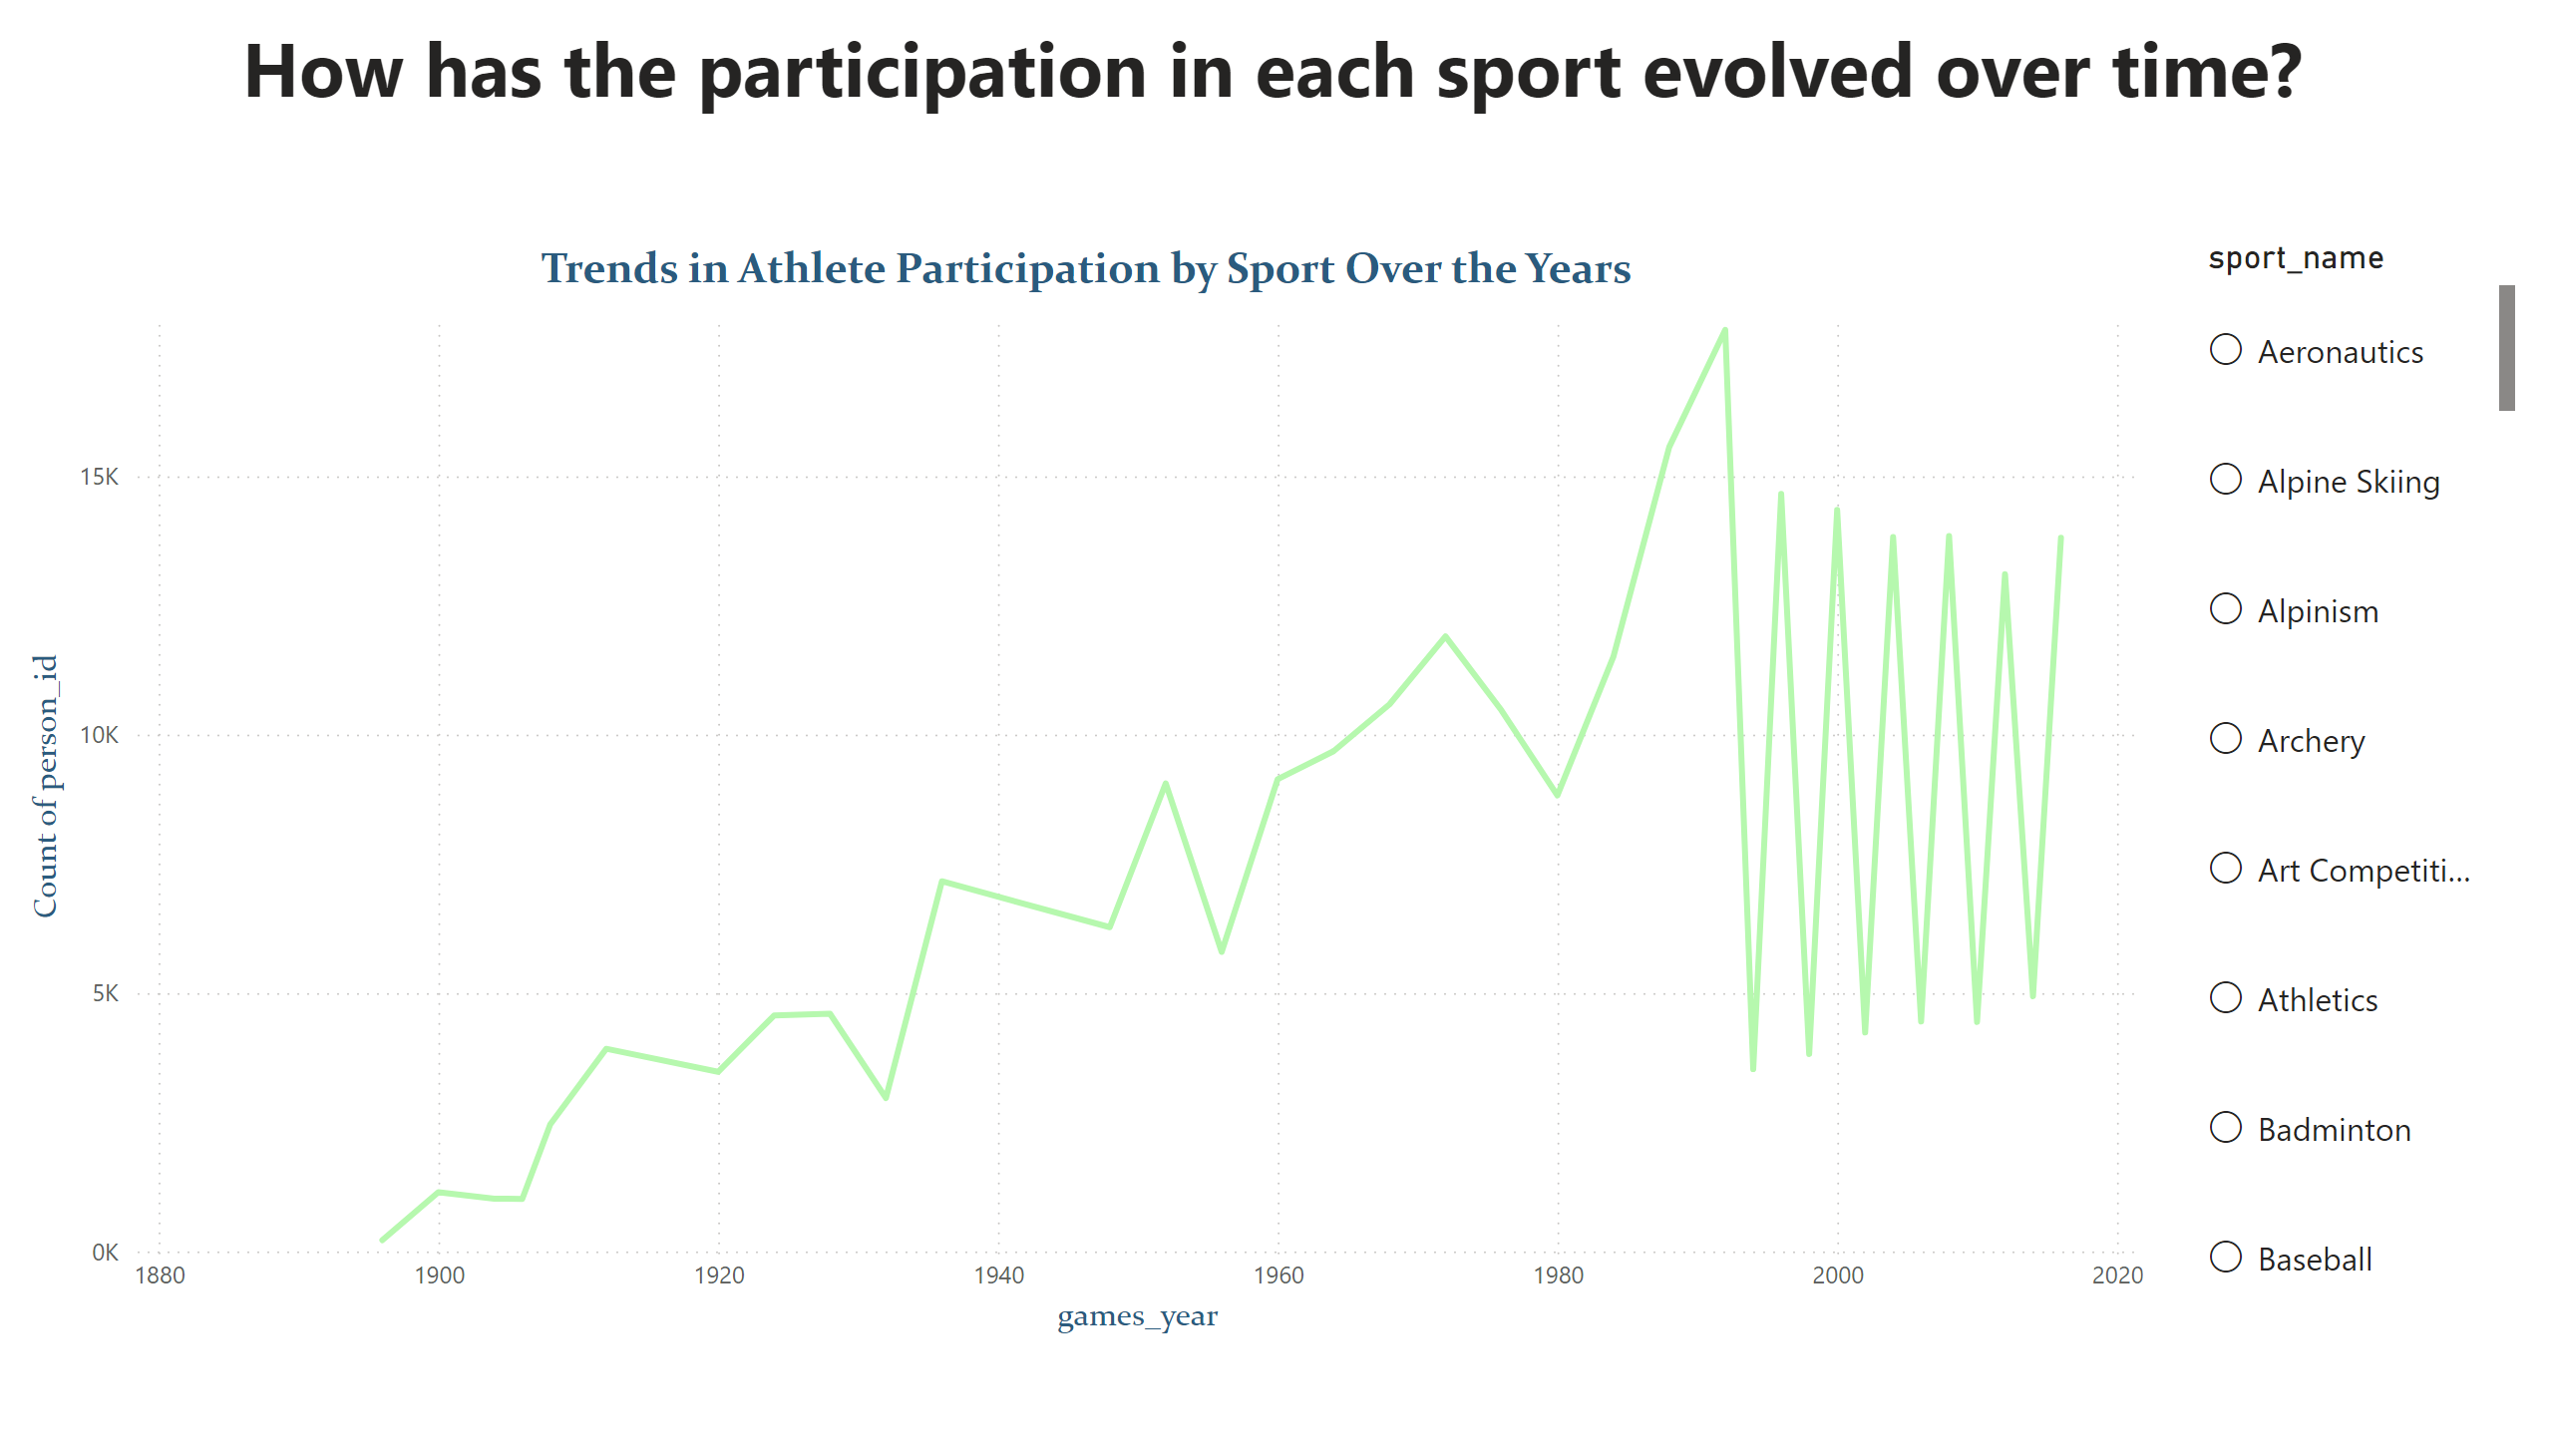 How has the participation in each sport evolved over time?
Trends in Athlete Participation by Sport Over the Years
Count of person_id
15K
10K
5K
0K
1880 1900 1920 1940 1960 1980 2000 2020
games_year
sport_name
Aeronautics
Alpine Skiing
Alpinism
Archery
Art Competiti...
Athletics
Badminton
Baseball